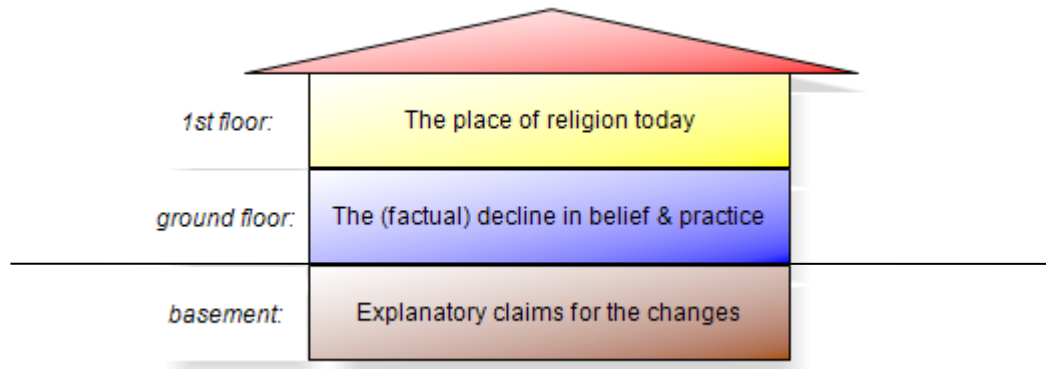 1st floor: The place of religion today
ground floor: The (factual) decline in belief & practice
basement: Explanatory claims for the changes